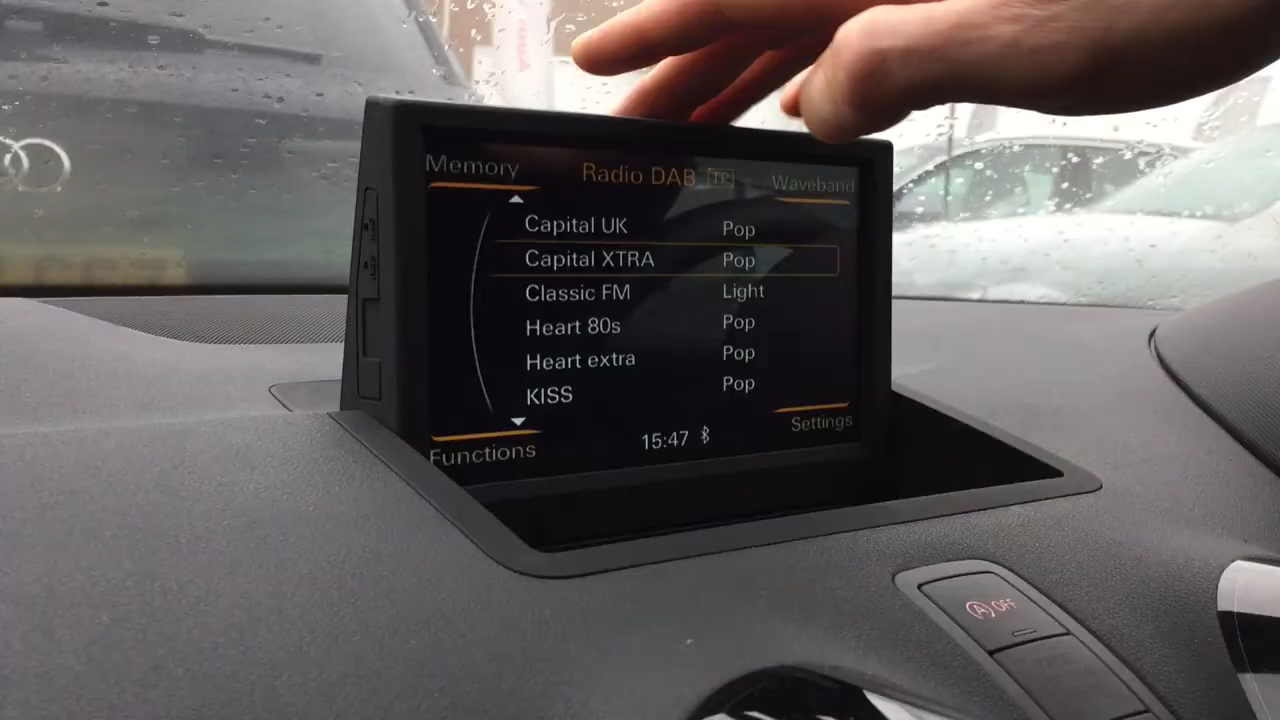 Memory
Radio DAB TP
Waveband
Capital UK Pop
Capital XTRA Pop
Classic FM Light
Heart 80s Pop
Heart extra Pop
KISS Pop
15:47
Settings
Functions
A OFF